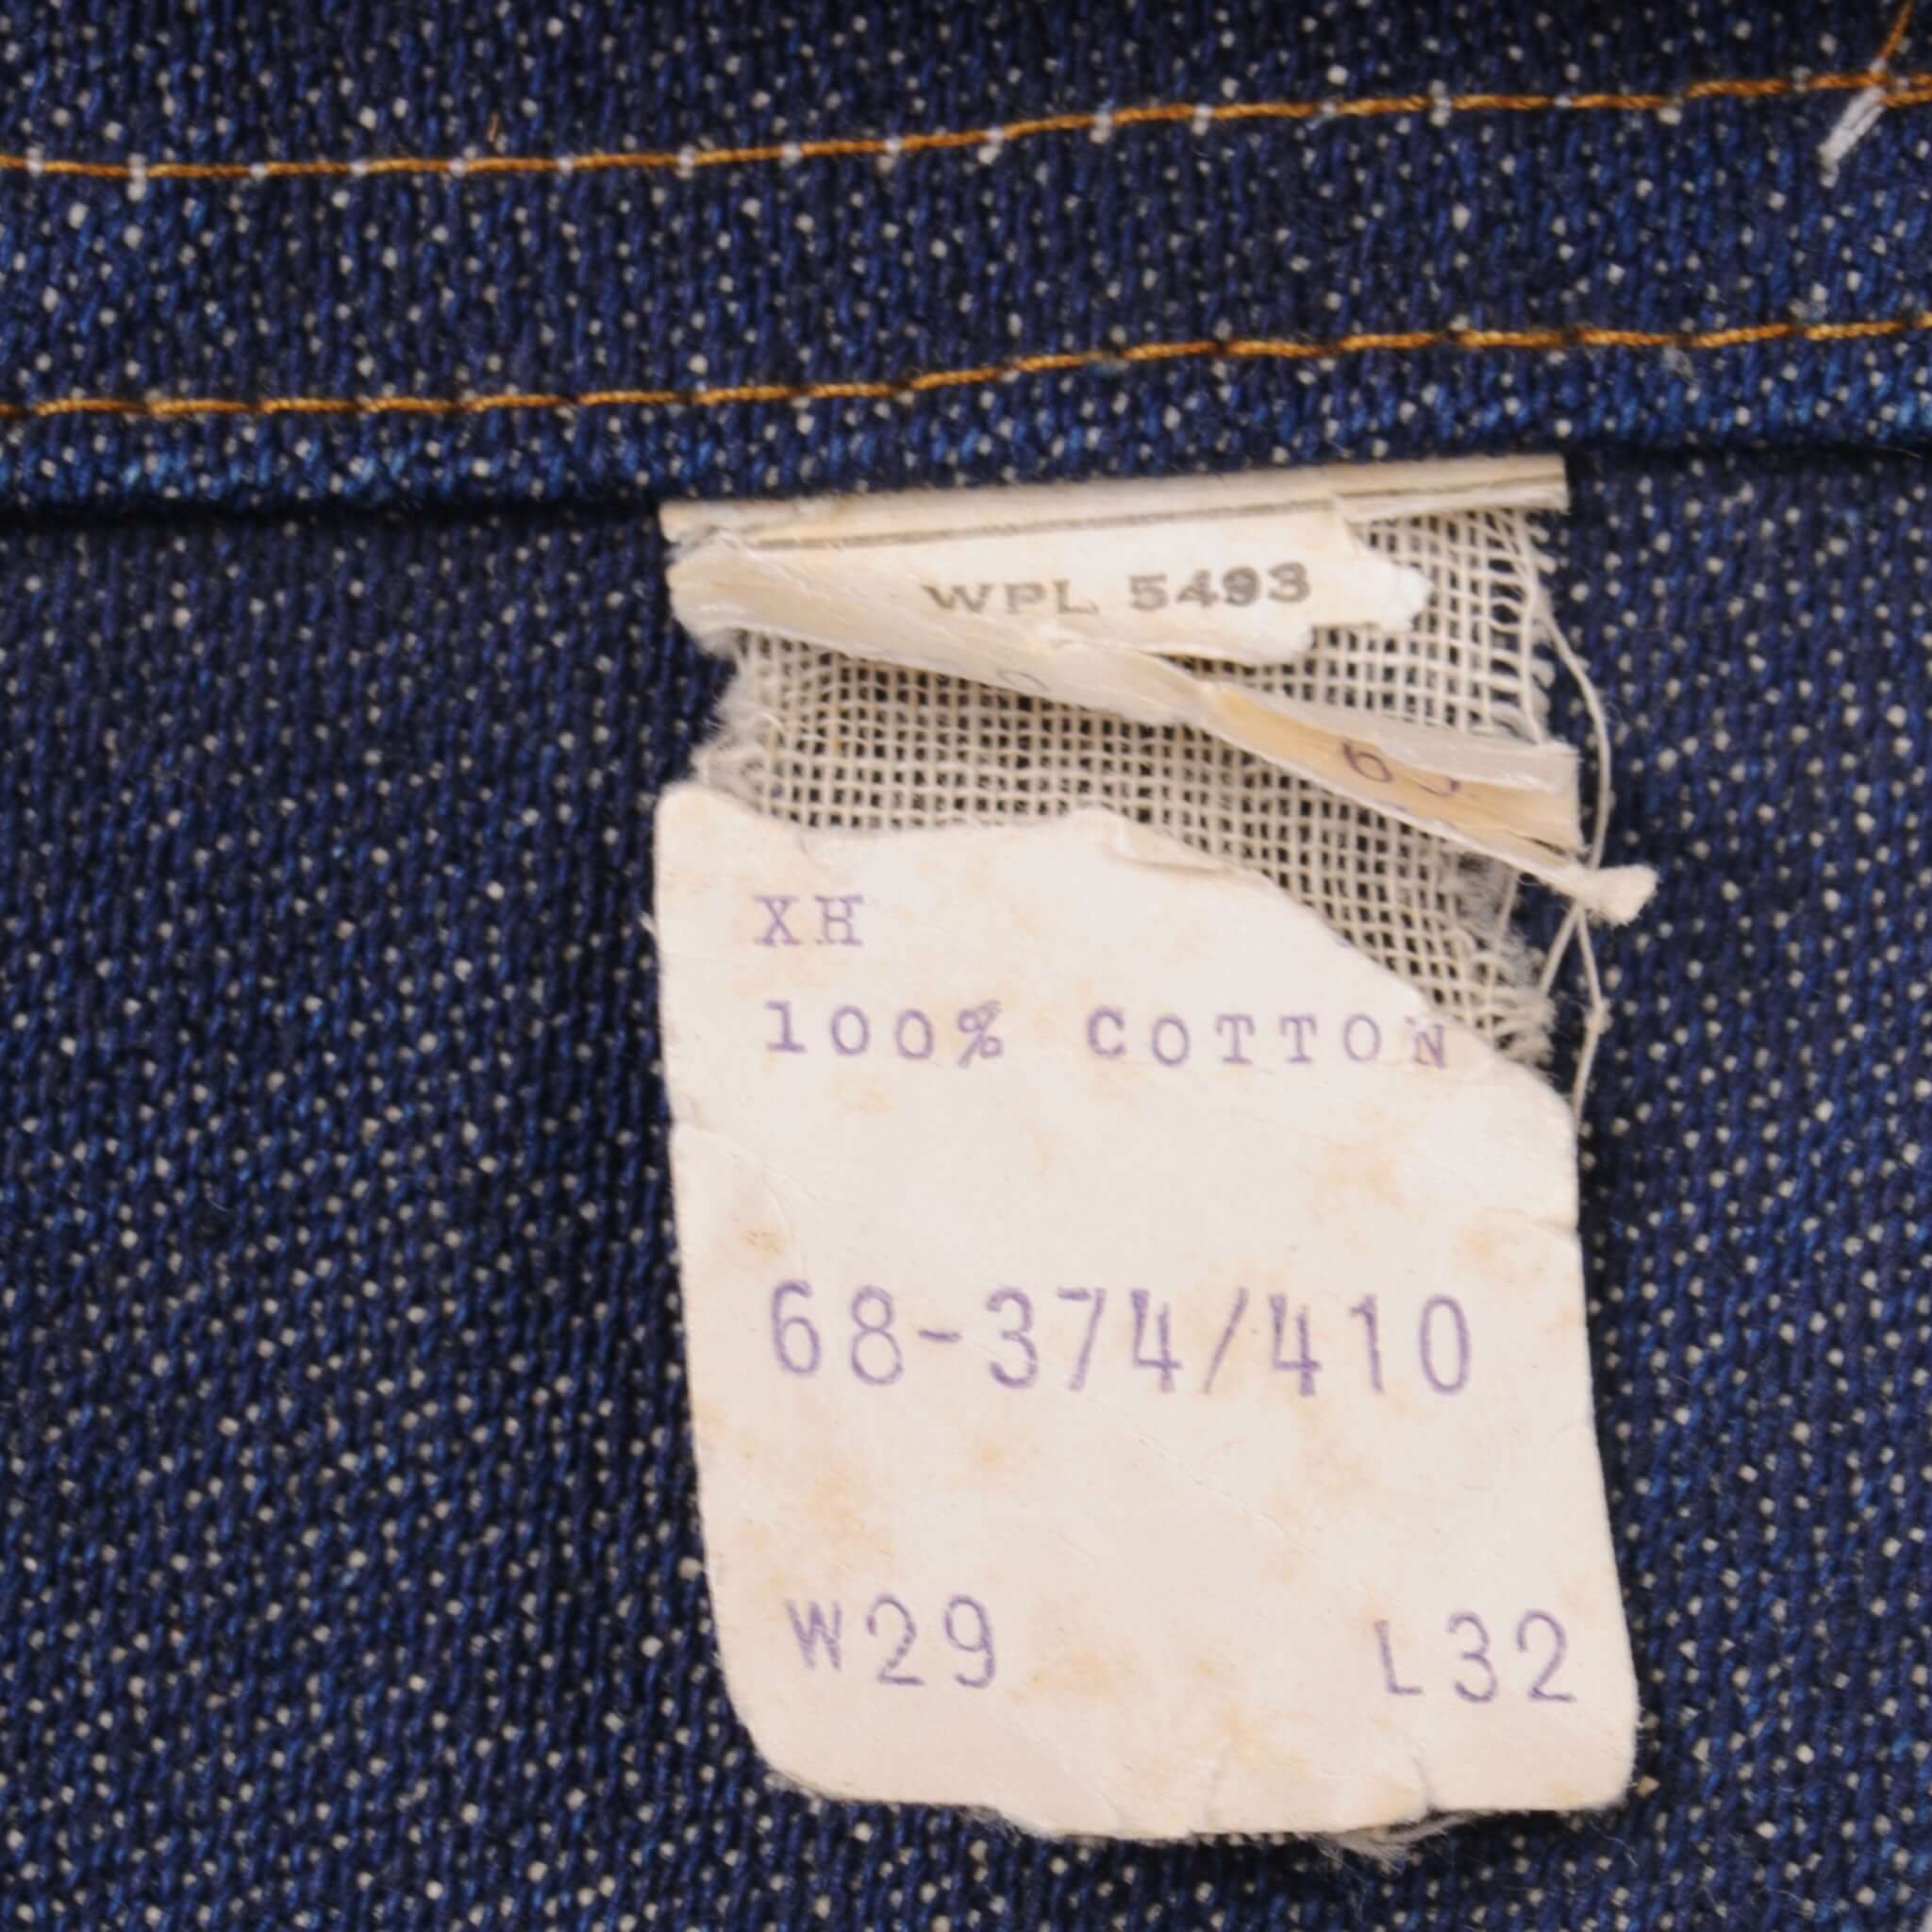 WPL 5493
XH
100% COTTON
68-374/410
W29 L32